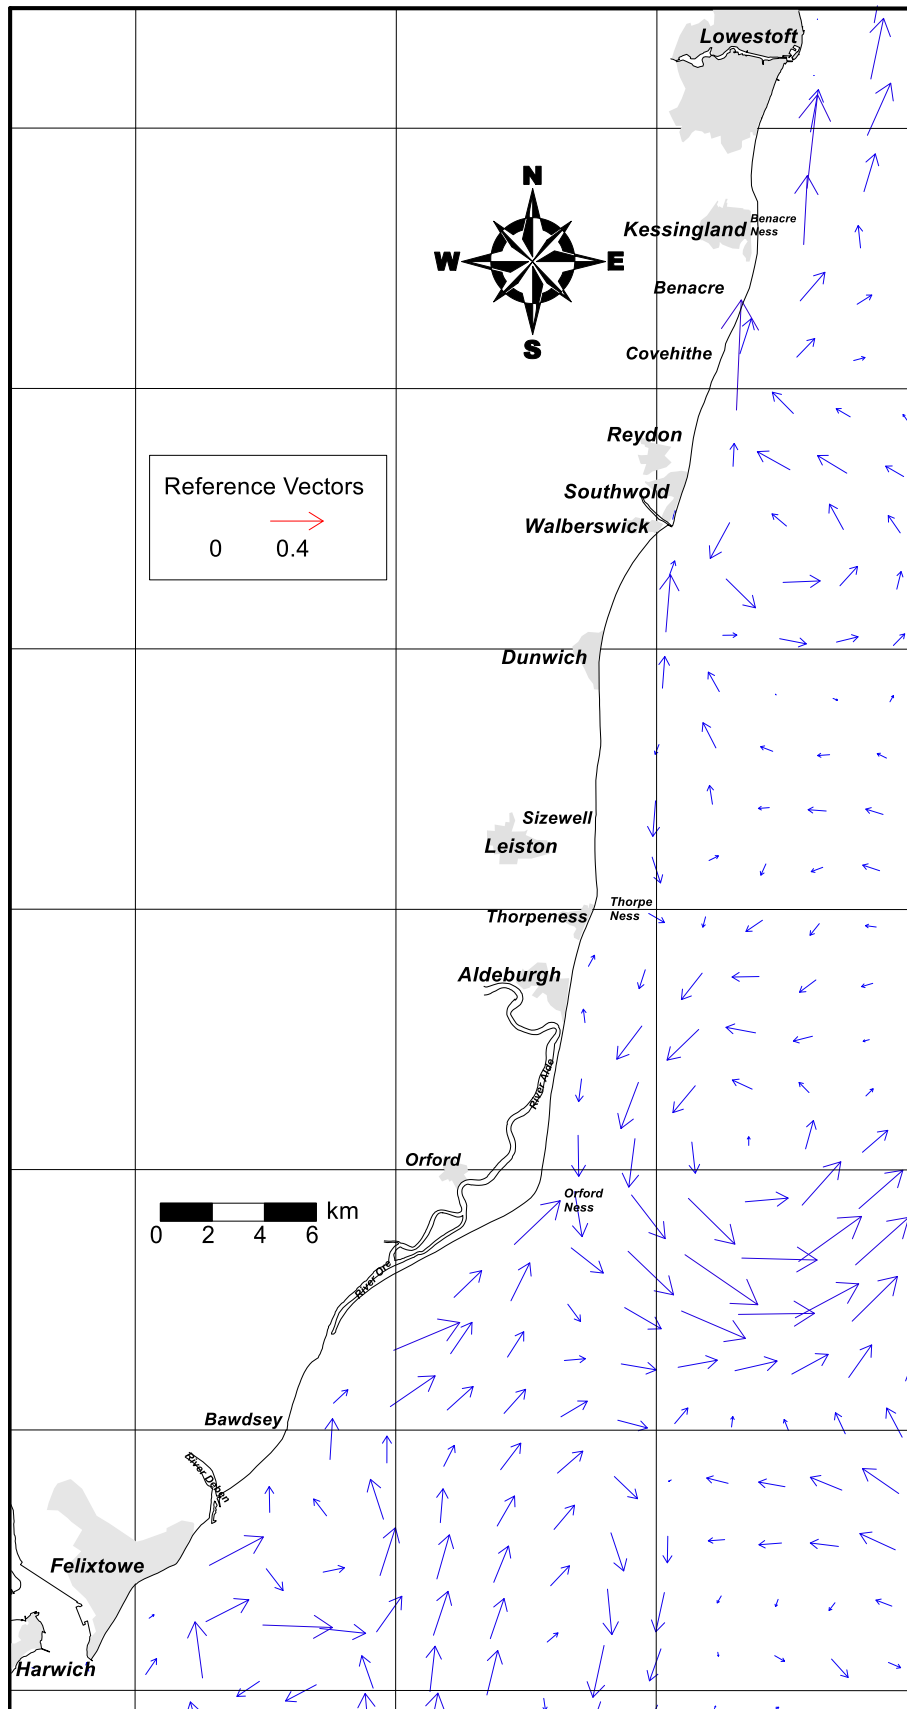 Lowestoft
N
Kessingland
Benacre
Ness
W
E
Benacre
S
Covehithe
Reydon
Reference Vectors
Southwold
Walberswick
0 0.4
Dunwich
Sizewell
Leiston
Thorpe
Ness
Thorpeness
Aldeburgh
River Alde
Orford
Orford
Ness
km
0 2 4 6
River Ore
Bawdsey
River Deben
Felixtowe
Harwich